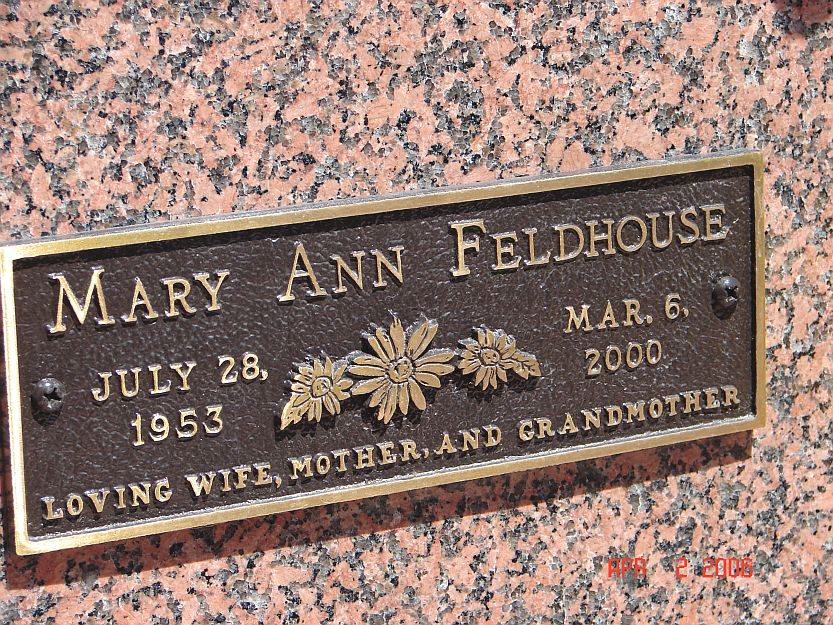 MARY ANN FELDHOUSE
JULY 28,
1953
MAR. 6,
2000
LOVING WIFE, MOTHER, AND GRANDMOTHER
APR 2 2006